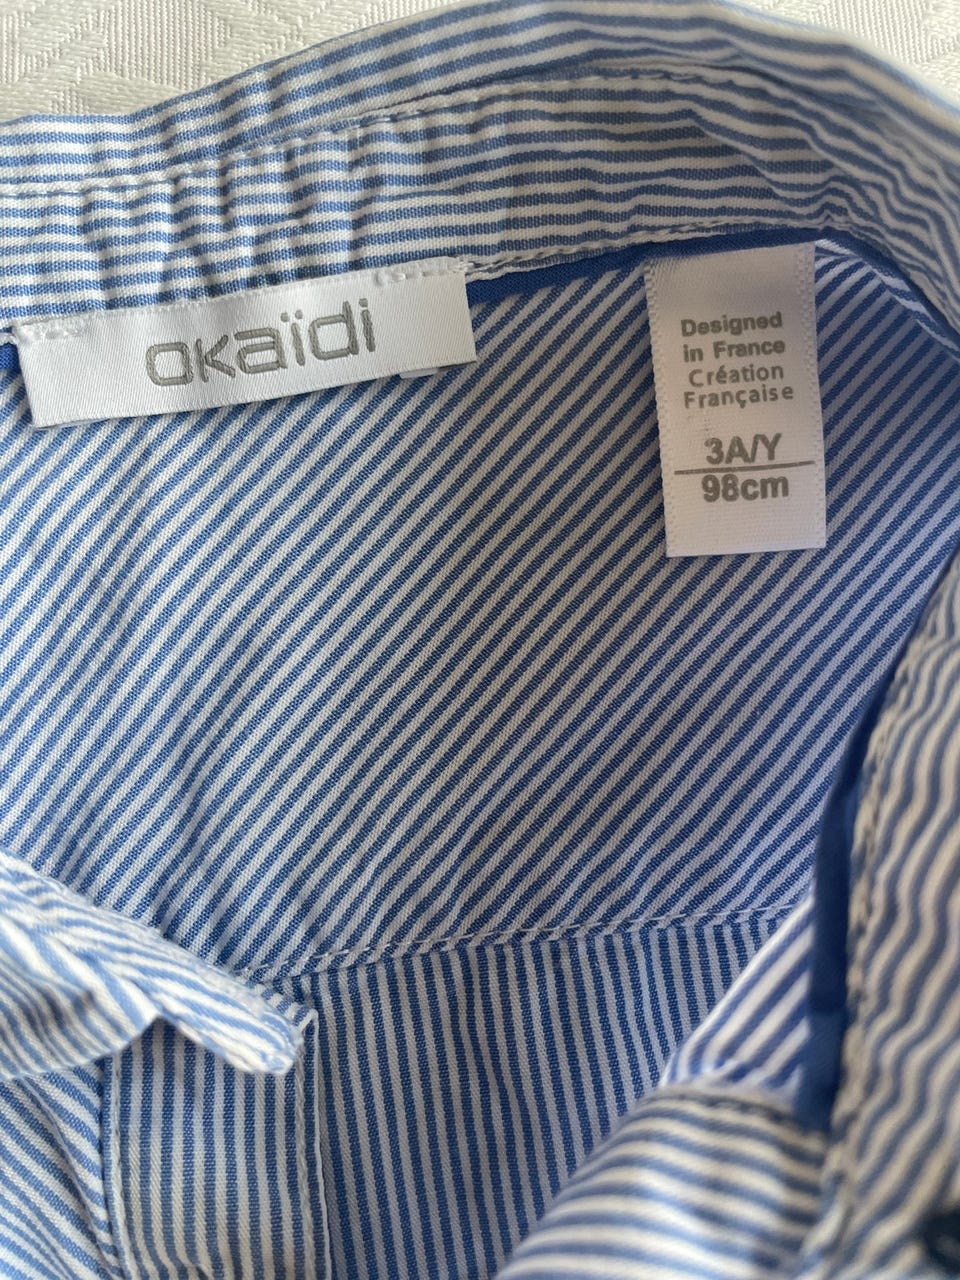 okaïdi
Designed
in France
Création
Française
3A/Y
98cm